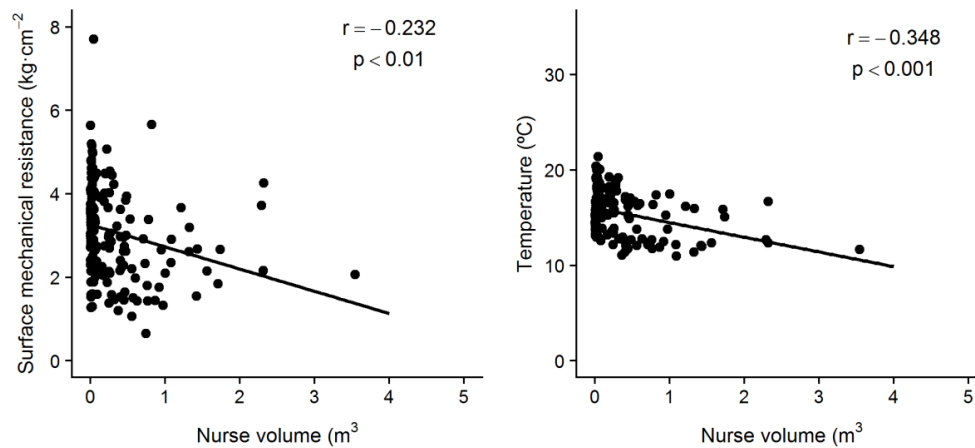 Surface mechanical resistance (kg·cm⁻²)
8
6
4
2
0
r = −0.232
p < 0.01
0 1 2 3 4 5
Nurse volume (m³
Temperature (ºC)
30
20
10
0
r = −0.348
p < 0.001
0 1 2 3 4 5
Nurse volume (m³